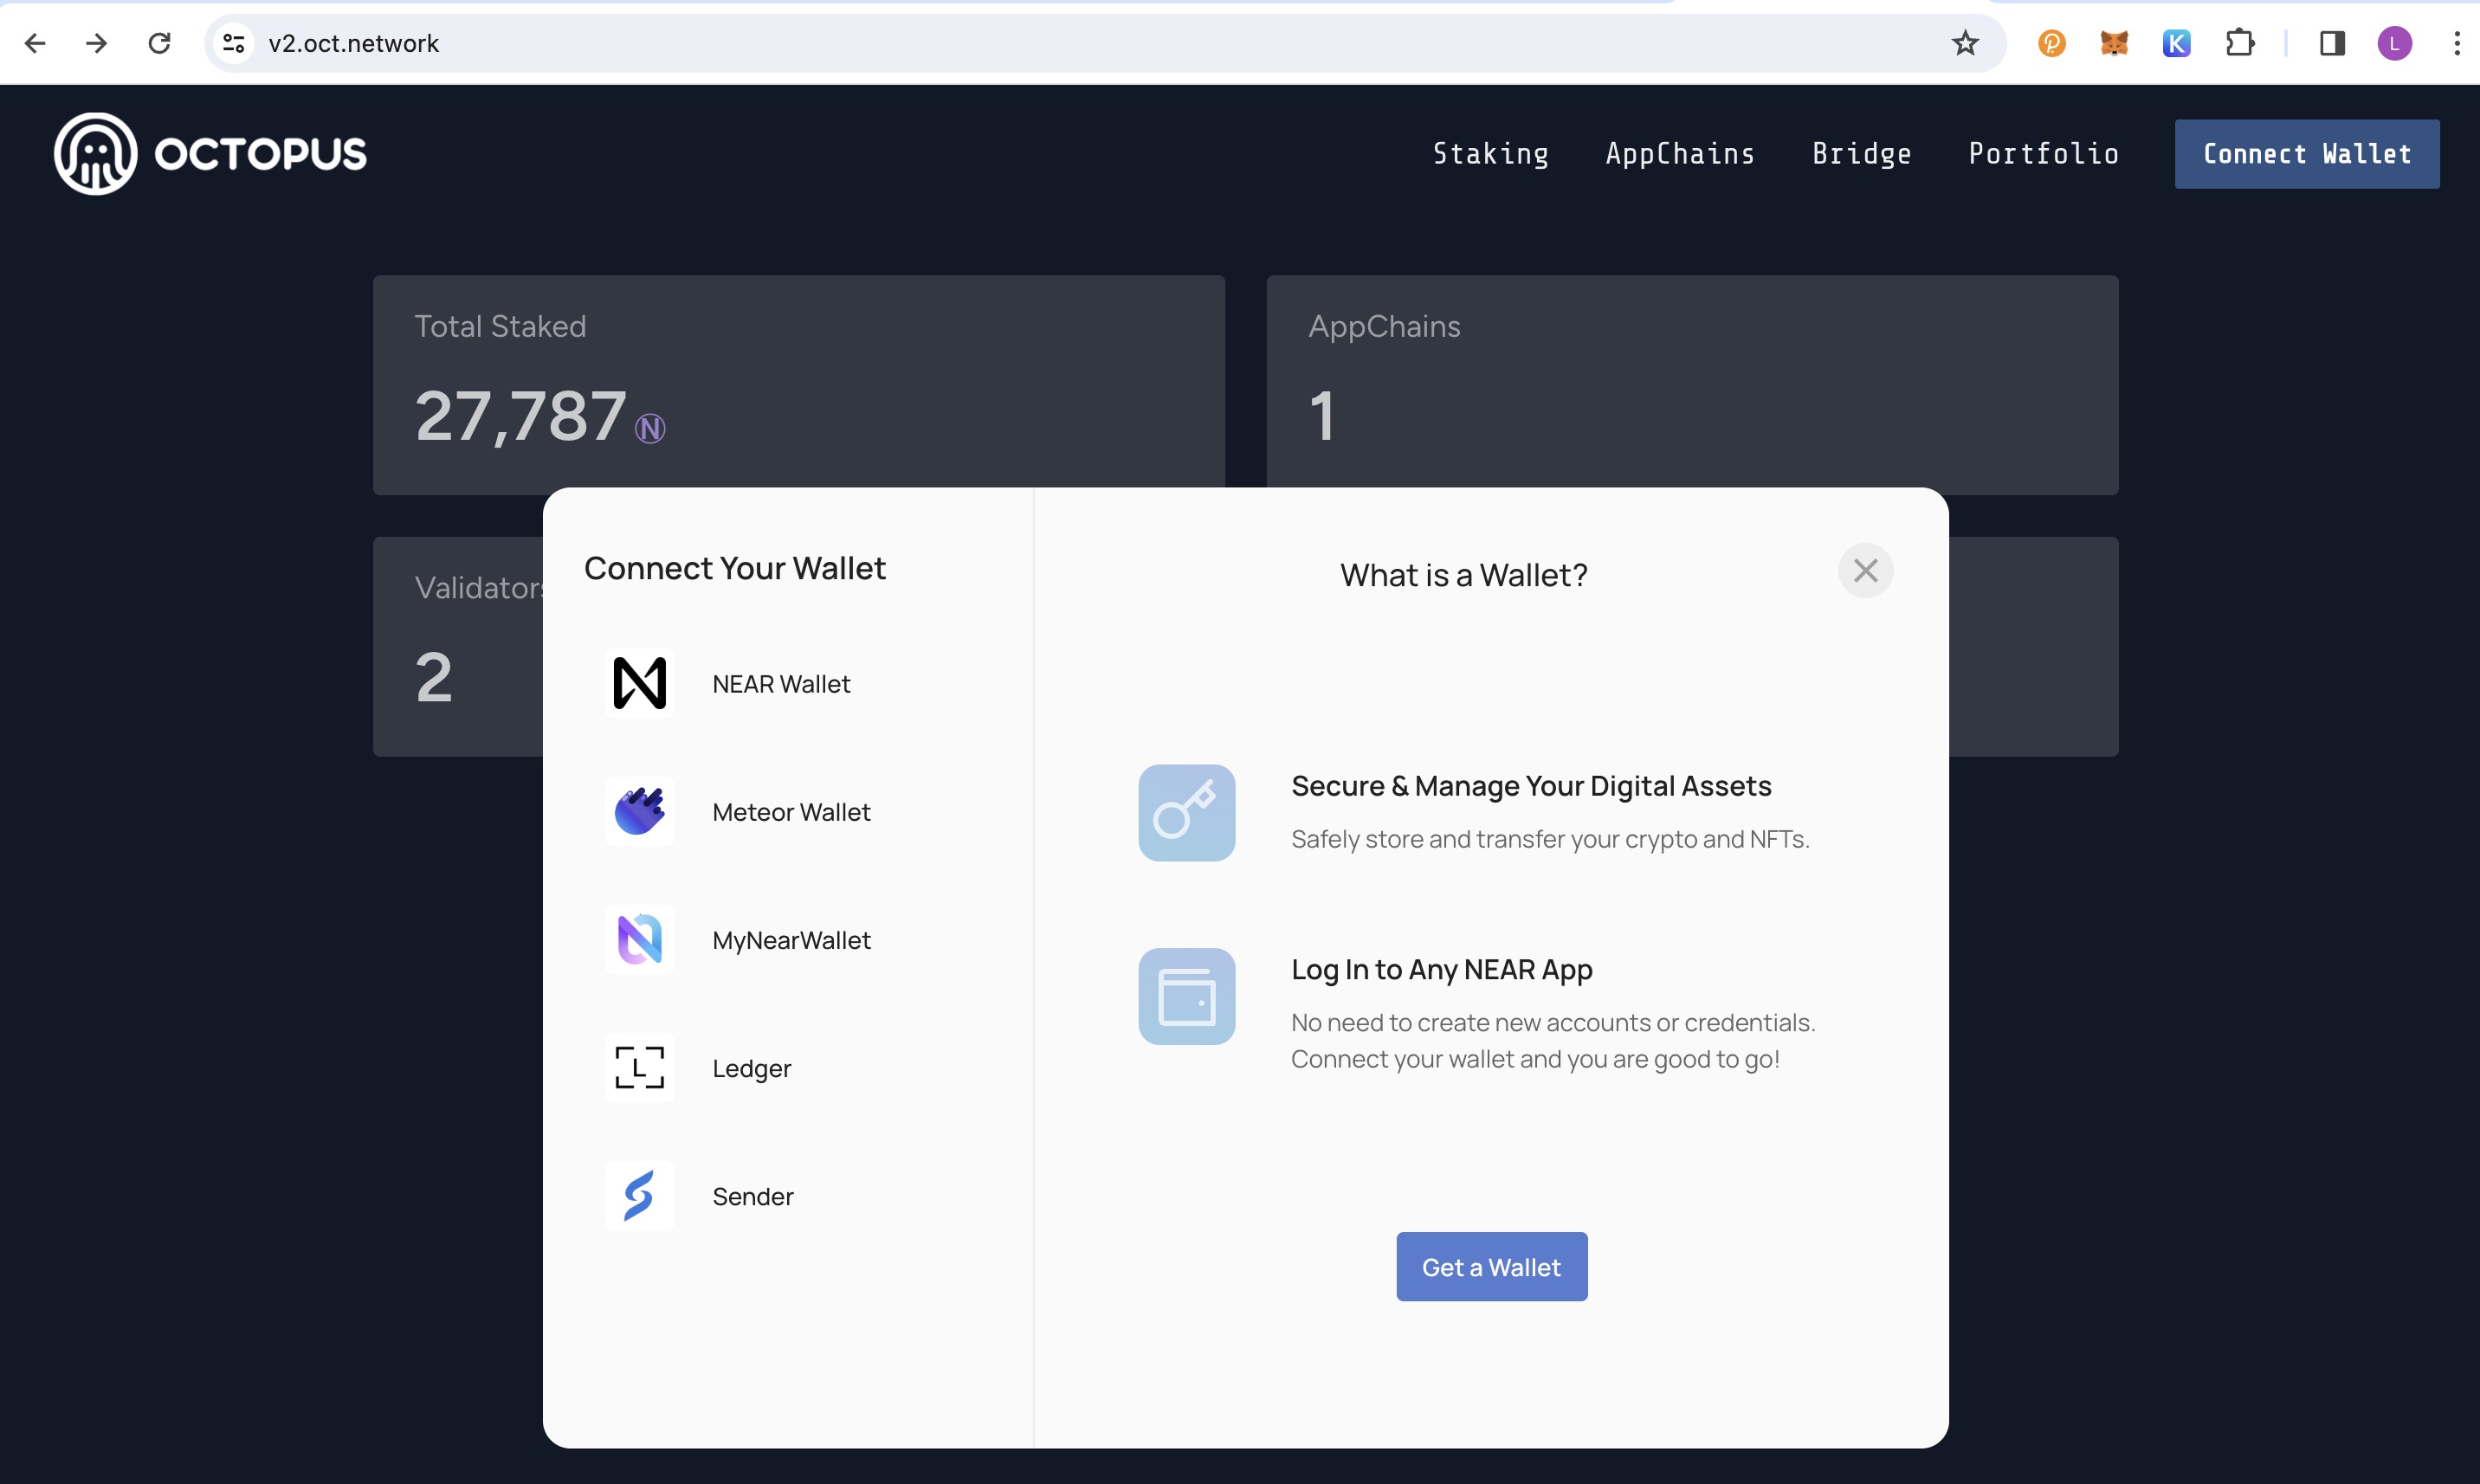 v2.oct.network
L
OCTOPUS
Staking
AppChains
Bridge
Portfolio
Connect Wallet
Total Staked
27,787
AppChains
1
Validators
2
Connect Your Wallet
NEAR Wallet
Meteor Wallet
MyNearWallet
Ledger
Sender
What is a Wallet?
Secure & Manage Your Digital Assets
Safely store and transfer your crypto and NFTs.
Log In to Any NEAR App
No need to create new accounts or credentials.
Connect your wallet and you are good to go!
Get a Wallet